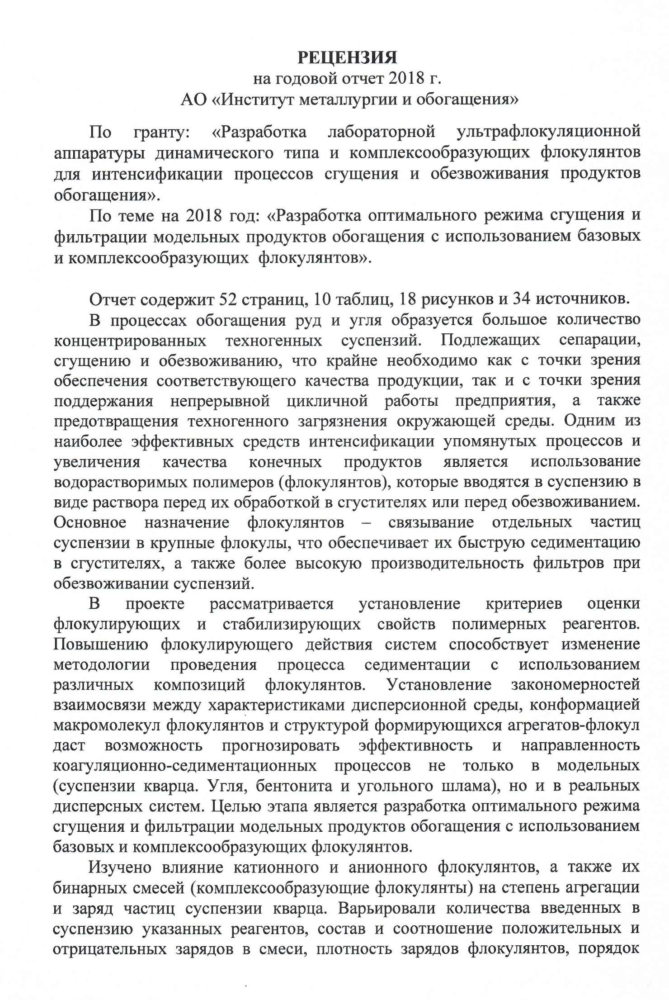 РЕЦЕНЗИЯ
на годовой отчет 2018 г.
АО «Институт металлургии и обогащения»
По гранту: «Разработка лабораторной ультрафлокуляционной
аппаратуры динамического типа и комплексообразующих флокулянтов
для интенсификации процессов сгущения и обезвоживания продуктов
обогащения».
По теме на 2018 год: «Разработка оптимального режима сгущения и
фильтрации модельных продуктов обогащения с использованием базовых
и комплексообразующих флокулянтов».
Отчет содержит 52 страниц, 10 таблиц, 18 рисунков и 34 источников.
В процессах обогащения руд и угля образуется большое количество
концентрированных техногенных суспензий. Подлежащих сепарации,
сгущению и обезвоживанию, что крайне необходимо как с точки зрения
обеспечения соответствующего качества продукции, так и с точки зрения
поддержания непрерывной цикличной работы предприятия, а также
предотвращения техногенного загрязнения окружающей среды. Одним из
наиболее эффективных средств интенсификации упомянутых процессов и
увеличения качества конечных продуктов является использование
водорастворимых полимеров (флокулянтов), которые вводятся в суспензию в
виде раствора перед их обработкой в сгустителях или перед обезвоживанием.
Основное назначение флокулянтов – связывание отдельных частиц
суспензии в крупные флокулы, что обеспечивает их быструю седиментацию
в сгустителях, а также более высокую производительность фильтров при
обезвоживании суспензий.
В проекте рассматривается установление критериев оценки
флокулирующих и стабилизирующих свойств полимерных реагентов.
Повышению флокулирующего действия систем способствует изменение
методологии проведения процесса седиментации с использованием
различных композиций флокулянтов. Установление закономерностей
взаимосвязи между характеристиками дисперсионной среды, конформацией
макромолекул флокулянтов и структурой формирующихся агрегатов-флокул
даст возможность прогнозировать эффективность и направленность
коагуляционно-седиментационных процессов не только в модельных
(суспензии кварца. Угля, бентонита и угольного шлама), но и в реальных
дисперсных систем. Целью этапа является разработка оптимального режима
сгущения и фильтрации модельных продуктов обогащения с использованием
базовых и комплексообразующих флокулянтов.
Изучено влияние катионного и анионного флокулянтов, а также их
бинарных смесей (комплексообразующие флокулянты) на степень агрегации
и заряд частиц суспензии кварца. Варьировали количества введенных в
суспензию указанных реагентов, состав и соотношение положительных и
отрицательных зарядов в смеси, плотность зарядов флокулянтов, порядок